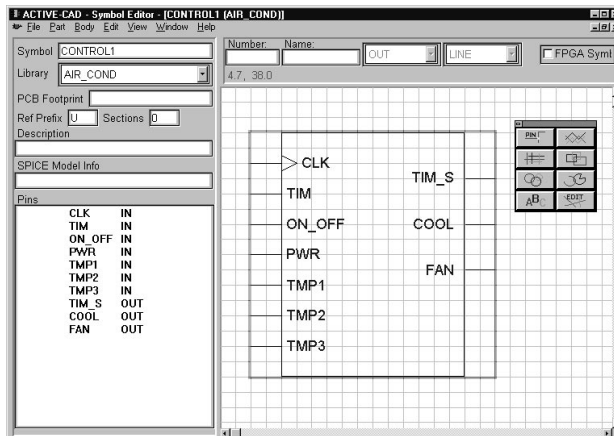 ACTIVE-CAD - Symbol Editor - [CONTROL1 (AIR_COND)]
File Part Body Edit View Window Help
Symbol CONTROL1
Library AIR_COND
PCB Footprint
Ref Prefix U Sections 0
Description
SPICE Model Info
Pins
CLK IN
TIM IN
ON_OFF IN
PWR IN
TMP1 IN
TMP2 IN
TMP3 IN
TIM_S OUT
COOL OUT
FAN OUT
Number: Name:
OUT LINE FPGA Syml
4.7, 38.0
CLK
TIM
ON_OFF
PWR
TMP1
TMP2
TMP3
TIM_S
COOL
FAN
PIN
ABC EDIT